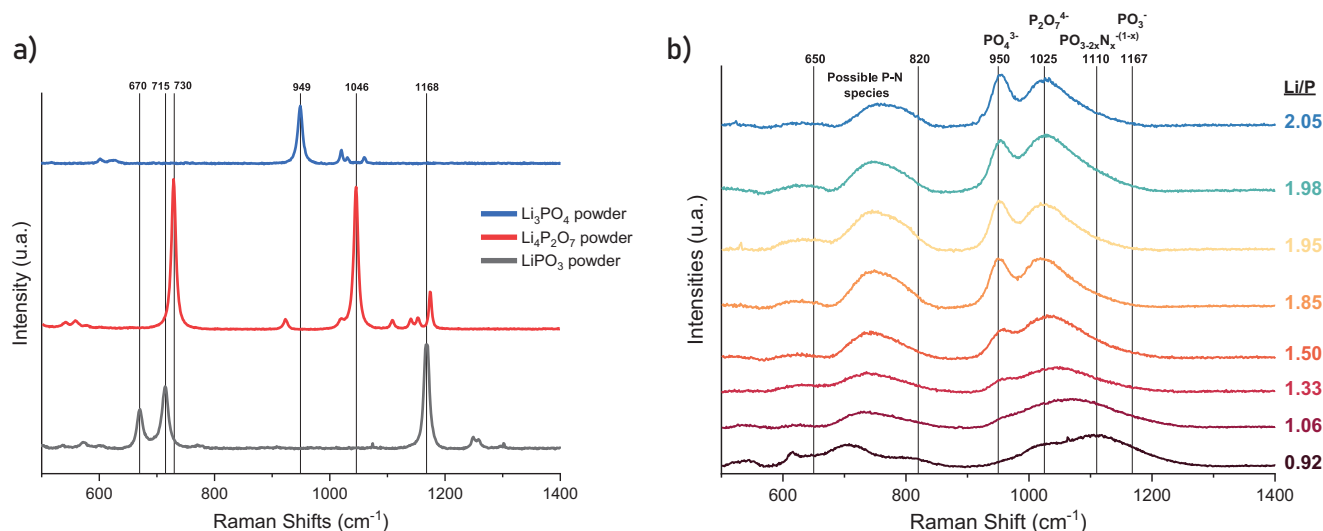 a)
670 715 730 949 1046 1168
Li₃PO₄ powder
Li₄P₂O₇ powder
LiPO₃ powder
Intensity (u.a.)
600 800 1000 1200 1400
Raman Shifts (cm⁻¹)
b)
P₂O₇⁴⁻ PO₃⁻
PO₄³⁻ PO₃₋₂ₓNₓ⁻⁽¹⁻ˣ⁾
650 820 950 1025 1110 1167
Possible P-N
species
Li/P
2.05
1.98
1.95
1.85
1.50
1.33
1.06
0.92
Intensities (u.a.)
600 800 1000 1200 1400
Raman Shift (cm⁻¹)